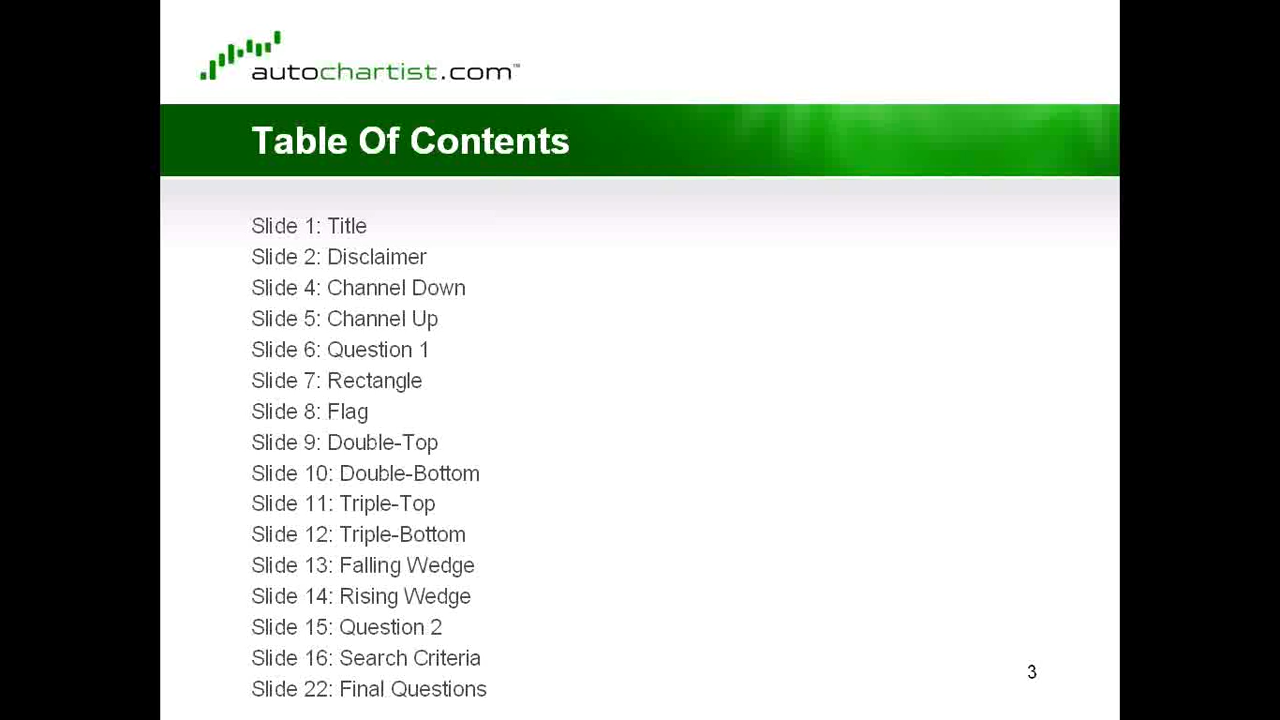 autochartist.com™
Table Of Contents
Slide 1: Title
Slide 2: Disclaimer
Slide 4: Channel Down
Slide 5: Channel Up
Slide 6: Question 1
Slide 7: Rectangle
Slide 8: Flag
Slide 9: Double-Top
Slide 10: Double-Bottom
Slide 11: Triple-Top
Slide 12: Triple-Bottom
Slide 13: Falling Wedge
Slide 14: Rising Wedge
Slide 15: Question 2
Slide 16: Search Criteria
Slide 22: Final Questions
3